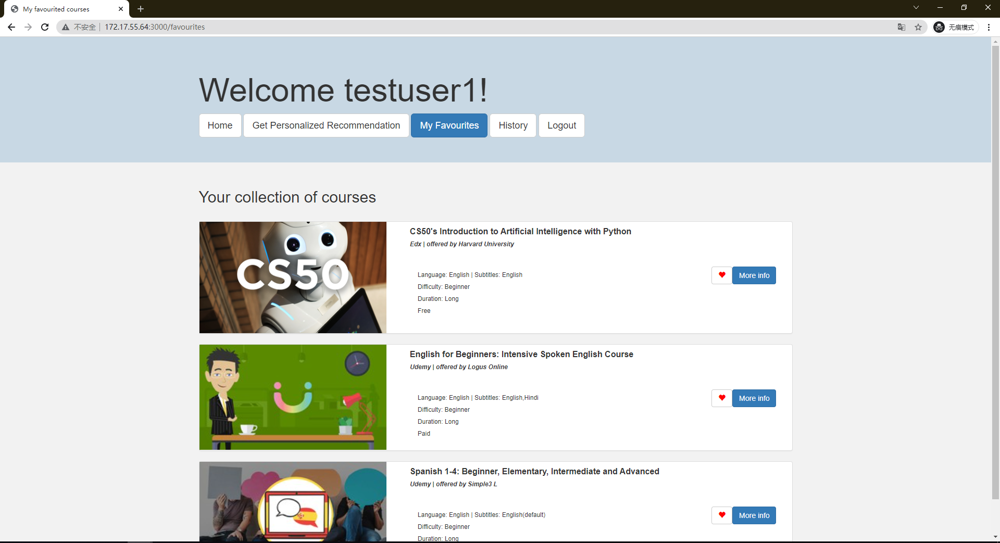 My favourited courses
不安全 172.17.55.64:3000/favourites
无痕模式
Welcome testuser1!
Home Get Personalized Recommendation My Favourites History Logout
Your collection of courses
CS50
CS50's Introduction to Artificial Intelligence with Python
Edx | offered by Harvard University
Language: English | Subtitles: English
Difficulty: Beginner
Duration: Long
Free
More info
English for Beginners: Intensive Spoken English Course
Udemy | offered by Logus Online
Language: English | Subtitles: English,Hindi
Difficulty: Beginner
Duration: Long
Paid
More info
Spanish 1-4: Beginner, Elementary, Intermediate and Advanced
Udemy | offered by Simple3 L
Language: English | Subtitles: English(default)
Difficulty: Beginner
Duration: Long
More info